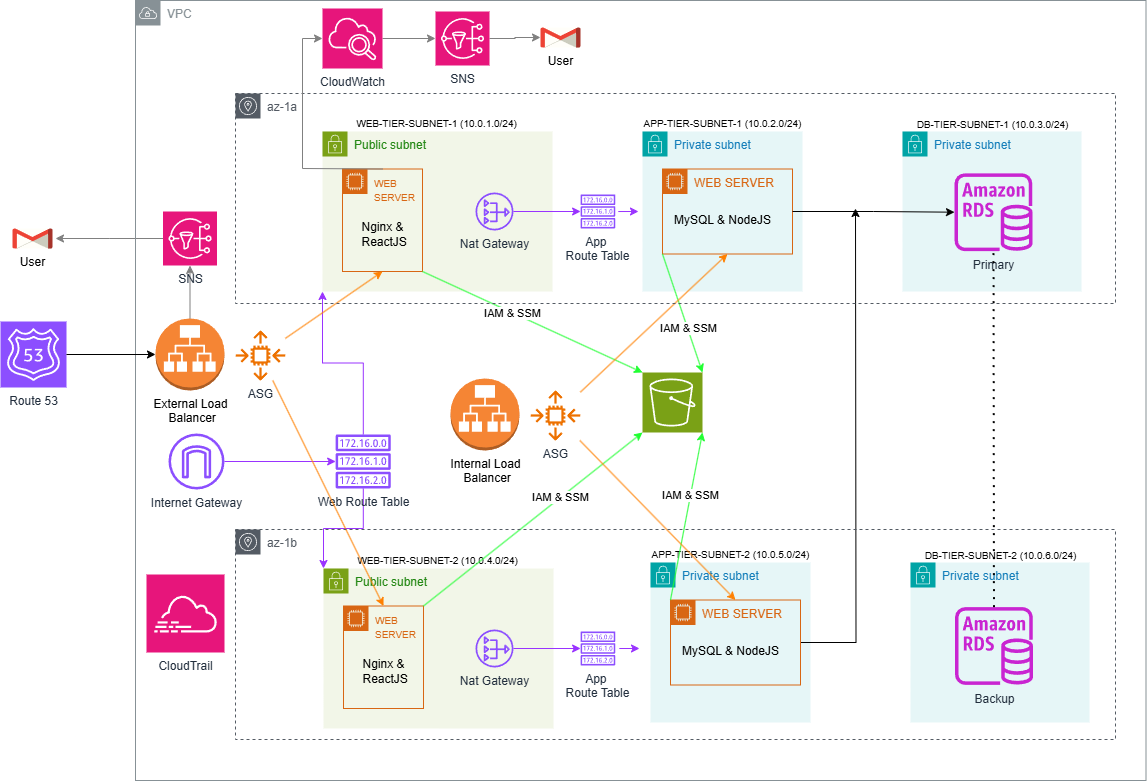 VPC
CloudWatch
SNS
User
az-1a
WEB-TIER-SUBNET-1 (10.0.1.0/24)
Public subnet
WEB
SERVER
Nginx &
ReactJS
Nat Gateway
172.16.0.0
172.16.1.0
172.16.2.0
App
Route Table
APP-TIER-SUBNET-1 (10.0.2.0/24)
Private subnet
WEB SERVER
MySQL & NodeJS
DB-TIER-SUBNET-1 (10.0.3.0/24)
Private subnet
Amazon
RDS
Primary
User
SNS
53
Route 53
External Load
Balancer
ASG
IAM & SSM
IAM & SSM
Internal Load
Balancer
ASG
Internet Gateway
172.16.0.0
172.16.1.0
172.16.2.0
Web Route Table
IAM & SSM
IAM & SSM
az-1b
WEB-TIER-SUBNET-2 (10.0.4.0/24)
Public subnet
WEB
SERVER
Nginx &
ReactJS
Nat Gateway
172.16.0.0
172.16.1.0
172.16.2.0
App
Route Table
APP-TIER-SUBNET-2 (10.0.5.0/24)
Private subnet
WEB SERVER
MySQL & NodeJS
DB-TIER-SUBNET-2 (10.0.6.0/24)
Private subnet
Amazon
RDS
Backup
CloudTrail